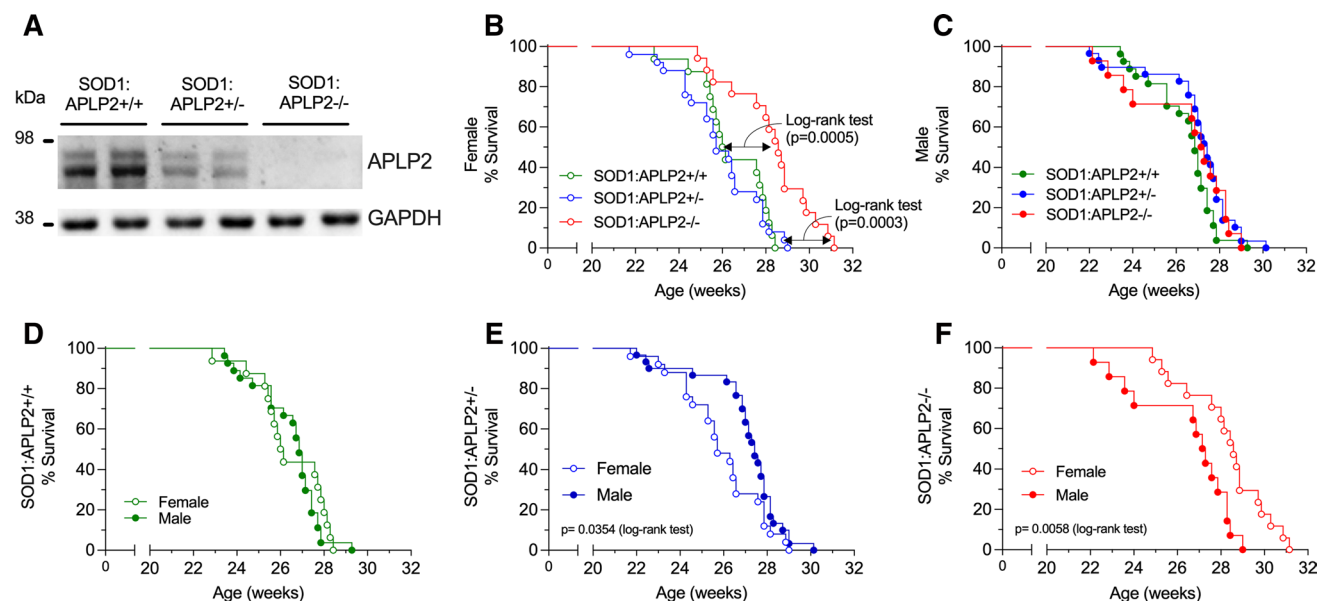 A
kDa
SOD1:
APLP2+/+
SOD1:
APLP2+/-
SOD1:
APLP2-/-
98
APLP2
38
GAPDH
B
Female
% Survival
100
80
60
40
20
0
Log-rank test
(p=0.0005)
SOD1:APLP2+/+
SOD1:APLP2+/-
SOD1:APLP2-/-
Log-rank test
(p=0.0003)
0 20 22 24 26 28 30 32
Age (weeks)
C
Male
% Survival
100
80
60
40
20
0
SOD1:APLP2+/+
SOD1:APLP2+/-
SOD1:APLP2-/-
0 20 22 24 26 28 30 32
Age (weeks)
D
SOD1:APLP2+/+
% Survival
100
80
60
40
20
0
Female
Male
0 20 22 24 26 28 30 32
Age (weeks)
E
SOD1:APLP2+/-
% Survival
100
80
60
40
20
0
Female
Male
p= 0.0354 (log-rank test)
0 20 22 24 26 28 30 32
Age (weeks)
F
SOD1:APLP2-/-
% Survival
100
80
60
40
20
0
Female
Male
p= 0.0058 (log-rank test)
0 20 22 24 26 28 30 32
Age (weeks)